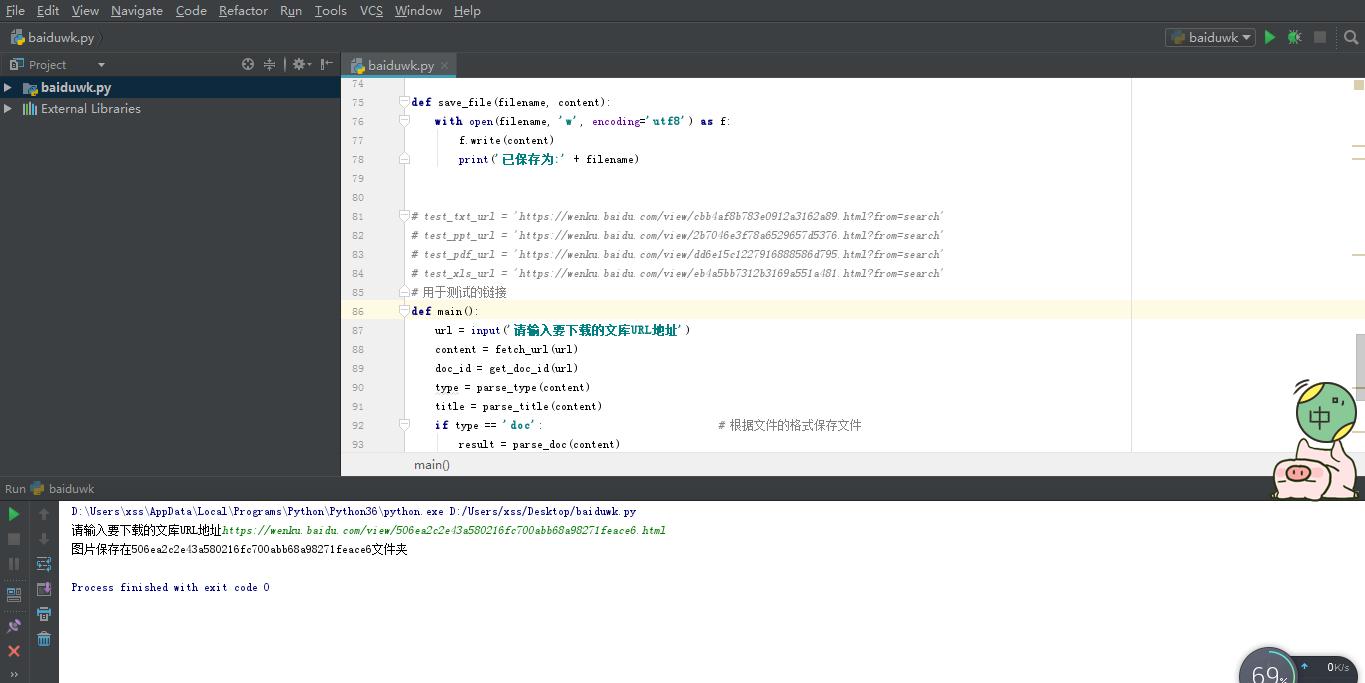 File Edit View Navigate Code Refactor Run Tools VCS Window Help
baiduwk.py
baiduwk
Project
baiduwk.py
baiduwk.py
External Libraries
74
75 def save_file(filename, content):
76 with open(filename, 'w', encoding='utf8') as f:
77 f.write(content)
78 print('已保存为:' + filename)
79
80
81 # test_txt_url = 'https://wenku.baidu.com/view/cbb4af8b783e0912a3162a89.html?from=search'
82 # test_ppt_url = 'https://wenku.baidu.com/view/2b7046e3f78a6529657d5376.html?from=search'
83 # test_pdf_url = 'https://wenku.baidu.com/view/dd6e15c1227916888586d795.html?from=search'
84 # test_xls_url = 'https://wenku.baidu.com/view/eb4a5bb7312b3169a551a481.html?from=search'
85 # 用于测试的链接
86 def main():
87 url = input('请输入要下载的文库URL地址')
88 content = fetch_url(url)
89 doc_id = get_doc_id(url)
90 type = parse_type(content)
91 title = parse_title(content)
92 if type == 'doc': # 根据文件的格式保存文件
93 result = parse_doc(content)
main()
中
Run baiduwk
D:\Users\xss\AppData\Local\Programs\Python\Python36\python.exe D:/Users/xss/Desktop/baiduwk.py
请输入要下载的文库URL地址https://wenku.baidu.com/view/506ea2c2e43a580216fc700abb68a98271feace6.html
图片保存在506ea2c2e43a580216fc700abb68a98271feace6文件夹
Process finished with exit code 0
69% 0K/s